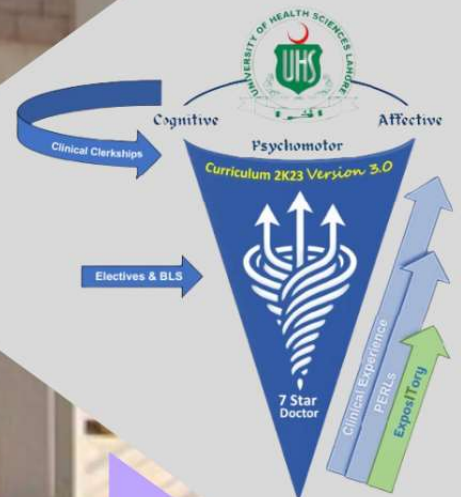 UNIVERSITY OF HEALTH SCIENCES LAHORE
UHS
Cognitive
Psychomotor
Affective
Clinical Clerkships
Curriculum 2K23 Version 3.0
Electives & BLS
7 Star
Doctor
Clinical Experience
PERLs
ExposITory